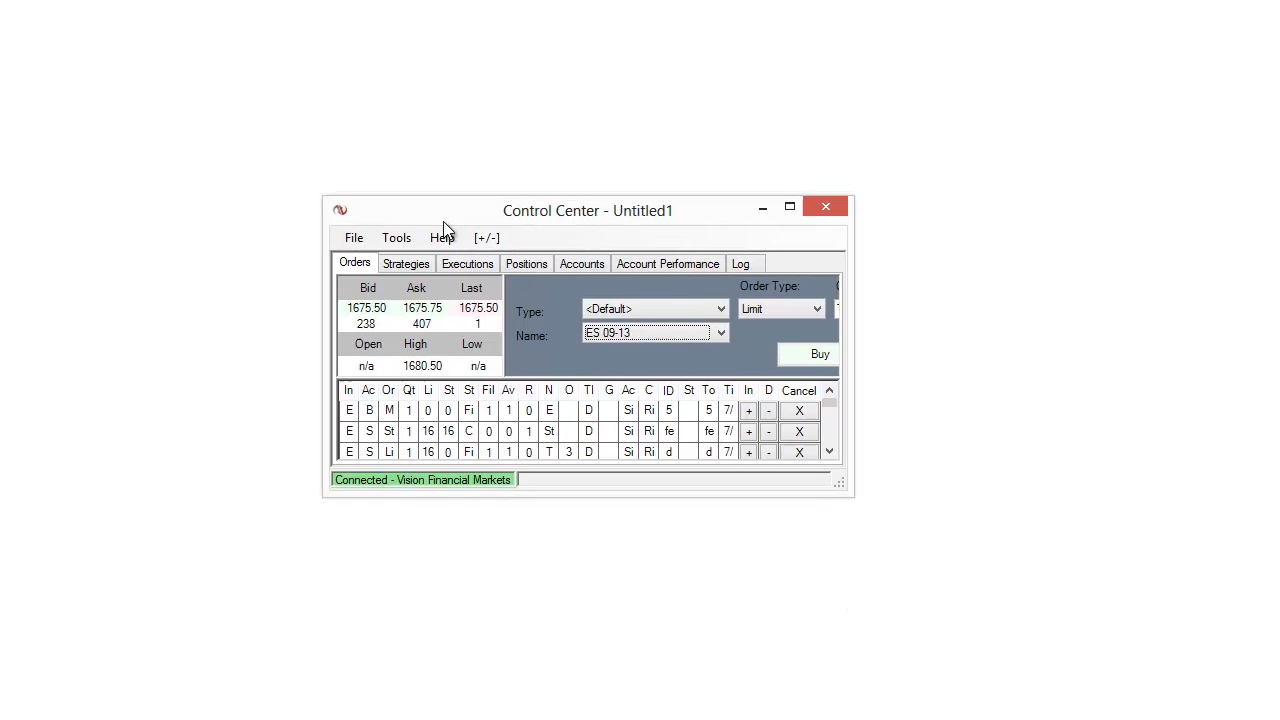 Control Center - Untitled1
File Tools Help [+/-]
Orders Strategies Executions Positions Accounts Account Performance Log
Bid Ask Last
1675.50 1675.75 1675.50
238 407 1
Open High Low
n/a 1680.50 n/a
Order Type:
Type: <Default> Limit
Name: ES 09-13
Buy
In Ac Or Qt Li St St Fil Av R N O TI G Ac C ID St To Ti In D Cancel
E B M 1 0 0 Fi 1 1 0 E D Si Ri 5 5 7/ + - X
E S St 1 16 16 C 0 0 1 St D Si Ri fe fe 7/ + - X
E S Li 1 16 0 Fi 1 1 0 T 3 D Si Ri d d 7/ + - X
Connected - Vision Financial Markets